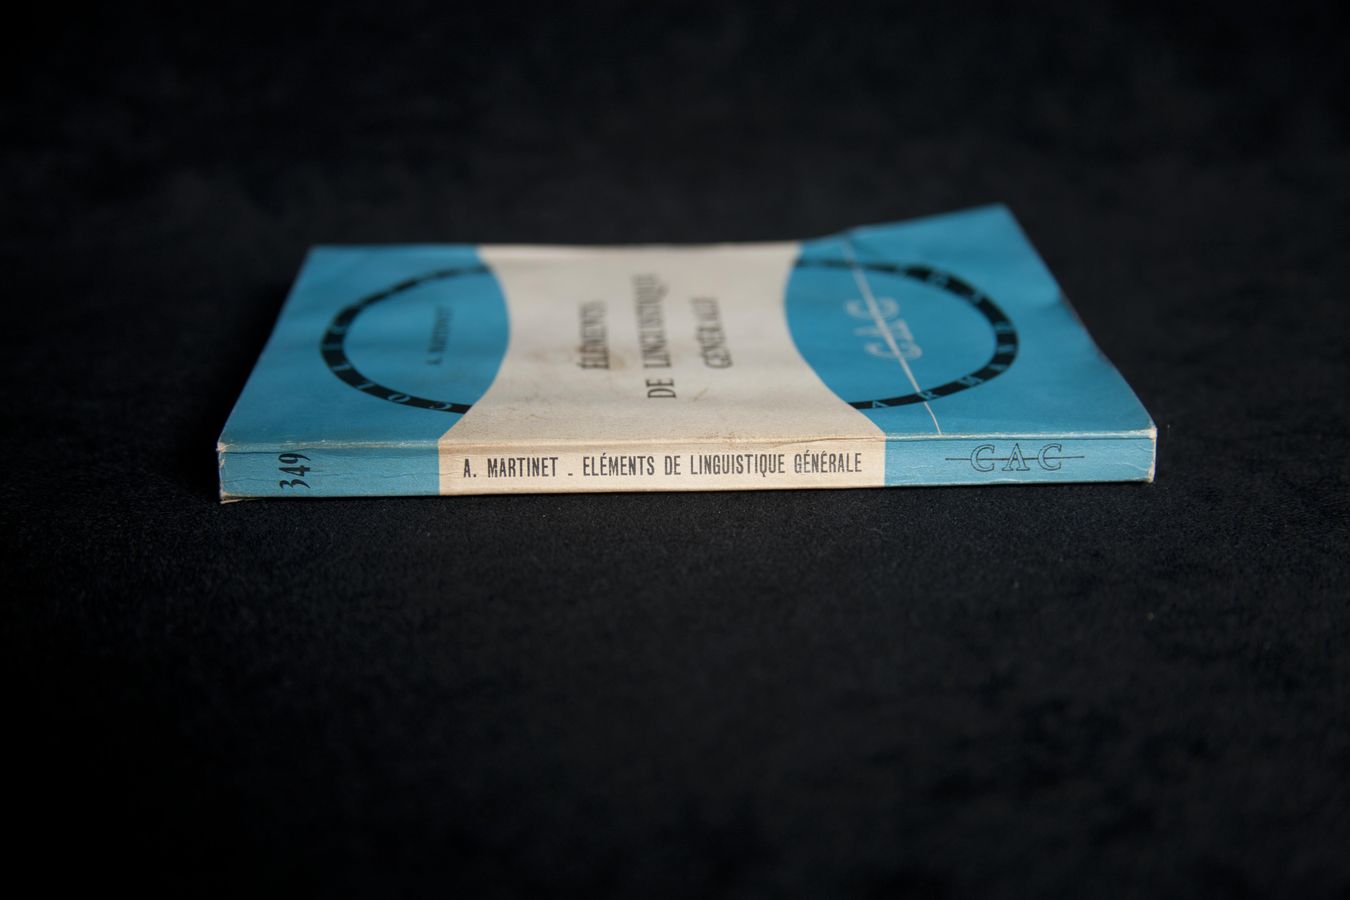 A. MARTINET
ÉLÉMENTS
DE LINGUISTIQUE
GÉNÉRALE
CAC
349
A. MARTINET - ELÉMENTS DE LINGUISTIQUE GÉNÉRALE
CAC